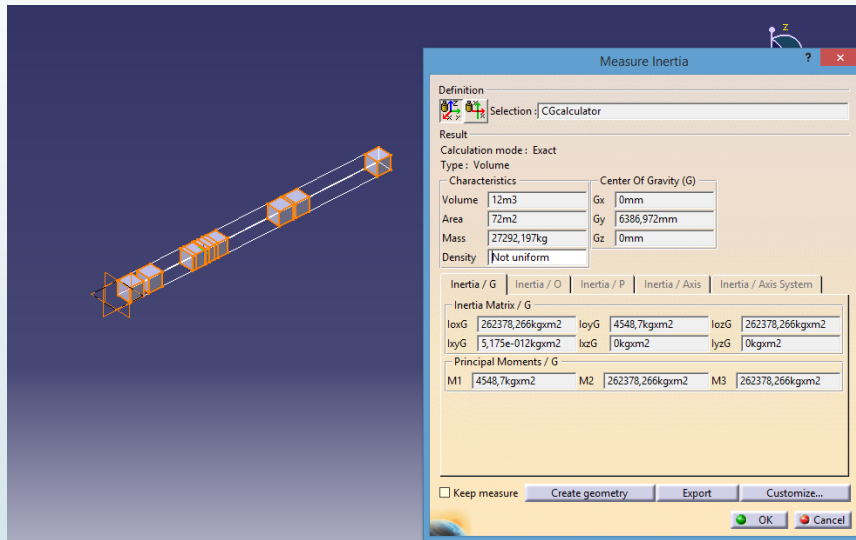 Z
Measure Inertia ? ×
Definition
Selection : CGcalculator
Result
Calculation mode : Exact
Type : Volume
Characteristics Center Of Gravity (G)
Volume 12m3 Gx 0mm
Area 72m2 Gy 6386,972mm
Mass 27292,197kg Gz 0mm
Density Not uniform
Inertia / G Inertia / O Inertia / P Inertia / Axis Inertia / Axis System
Inertia Matrix / G
IoxG 262378,266kgxm2 IoyG 4548,7kgxm2 IozG 262378,266kgxm2
IxyG 5,175e-012kgxm2 IxzG 0kgxm2 IyzG 0kgxm2
Principal Moments / G
M1 4548,7kgxm2 M2 262378,266kgxm2 M3 262378,266kgxm2
Keep measure Create geometry Export Customize...
OK Cancel